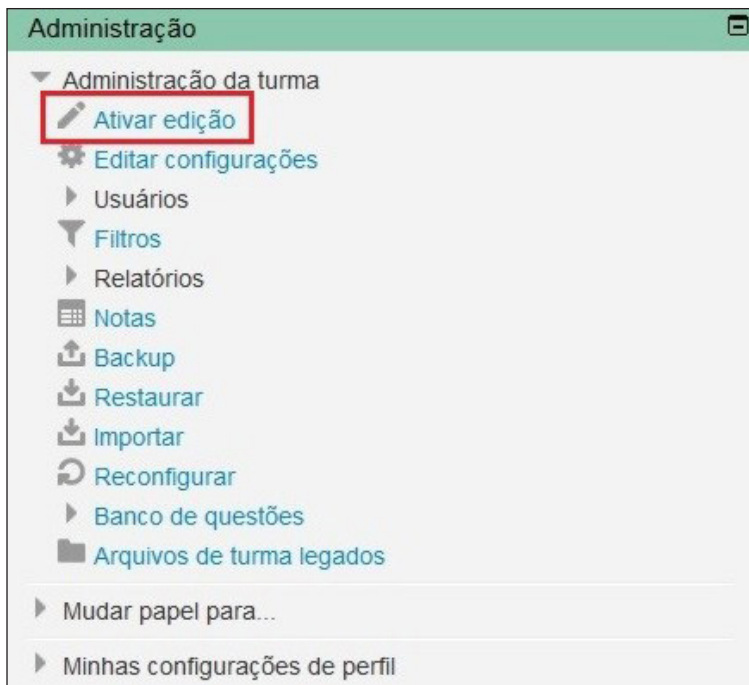 Administração
Administração da turma
Ativar edição
Editar configurações
Usuários
Filtros
Relatórios
Notas
Backup
Restaurar
Importar
Reconfigurar
Banco de questões
Arquivos de turma legados
Mudar papel para...
Minhas configurações de perfil